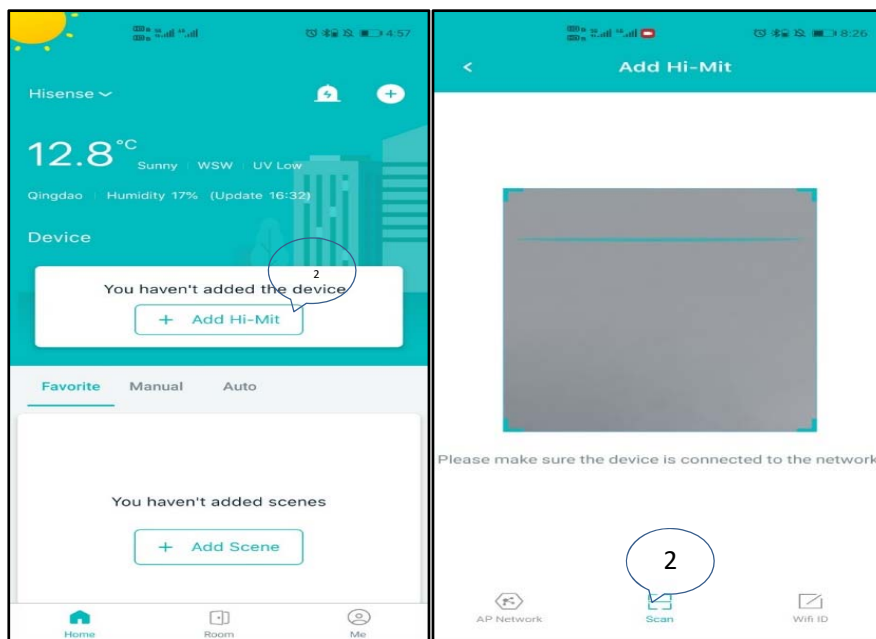 4:57
Hisense
12.8°C
Sunny WSW UV Low
Qingdao Humidity 17% (Update 16:32)
Device
2
You haven't added the device
+ Add Hi-Mit
Favorite Manual Auto
You haven't added scenes
+ Add Scene
Home Room Me
8:26
< Add Hi-Mit
Please make sure the device is connected to the network
2
AP Network Scan Wifi ID